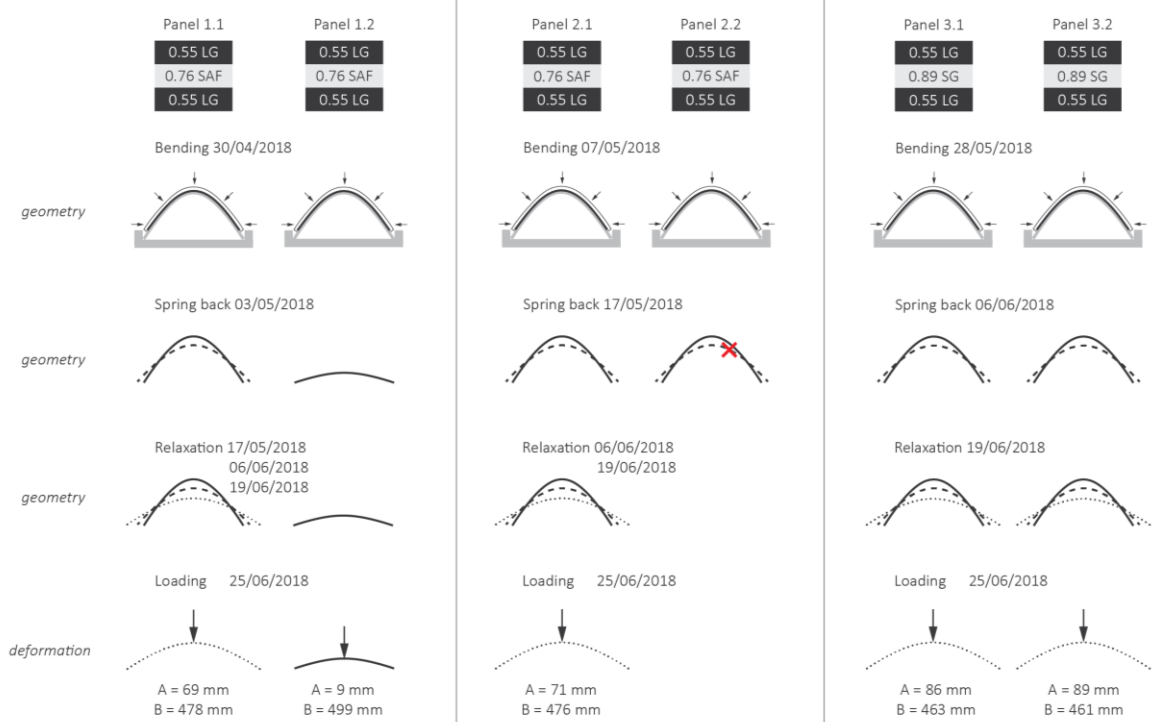 Panel 1.1 Panel 1.2 Panel 2.1 Panel 2.2 Panel 3.1 Panel 3.2
0.55 LG 0.55 LG 0.55 LG 0.55 LG 0.55 LG 0.55 LG
0.76 SAF 0.76 SAF 0.76 SAF 0.76 SAF 0.89 SG 0.89 SG
0.55 LG 0.55 LG 0.55 LG 0.55 LG 0.55 LG 0.55 LG
Bending 30/04/2018 Bending 07/05/2018 Bending 28/05/2018
geometry
Spring back 03/05/2018 Spring back 17/05/2018 Spring back 06/06/2018
geometry
Relaxation 17/05/2018 Relaxation 06/06/2018 Relaxation 19/06/2018
06/06/2018 19/06/2018
19/06/2018
geometry
Loading 25/06/2018 Loading 25/06/2018 Loading 25/06/2018
deformation
A = 69 mm A = 9 mm A = 71 mm A = 86 mm A = 89 mm
B = 478 mm B = 499 mm B = 476 mm B = 463 mm B = 461 mm